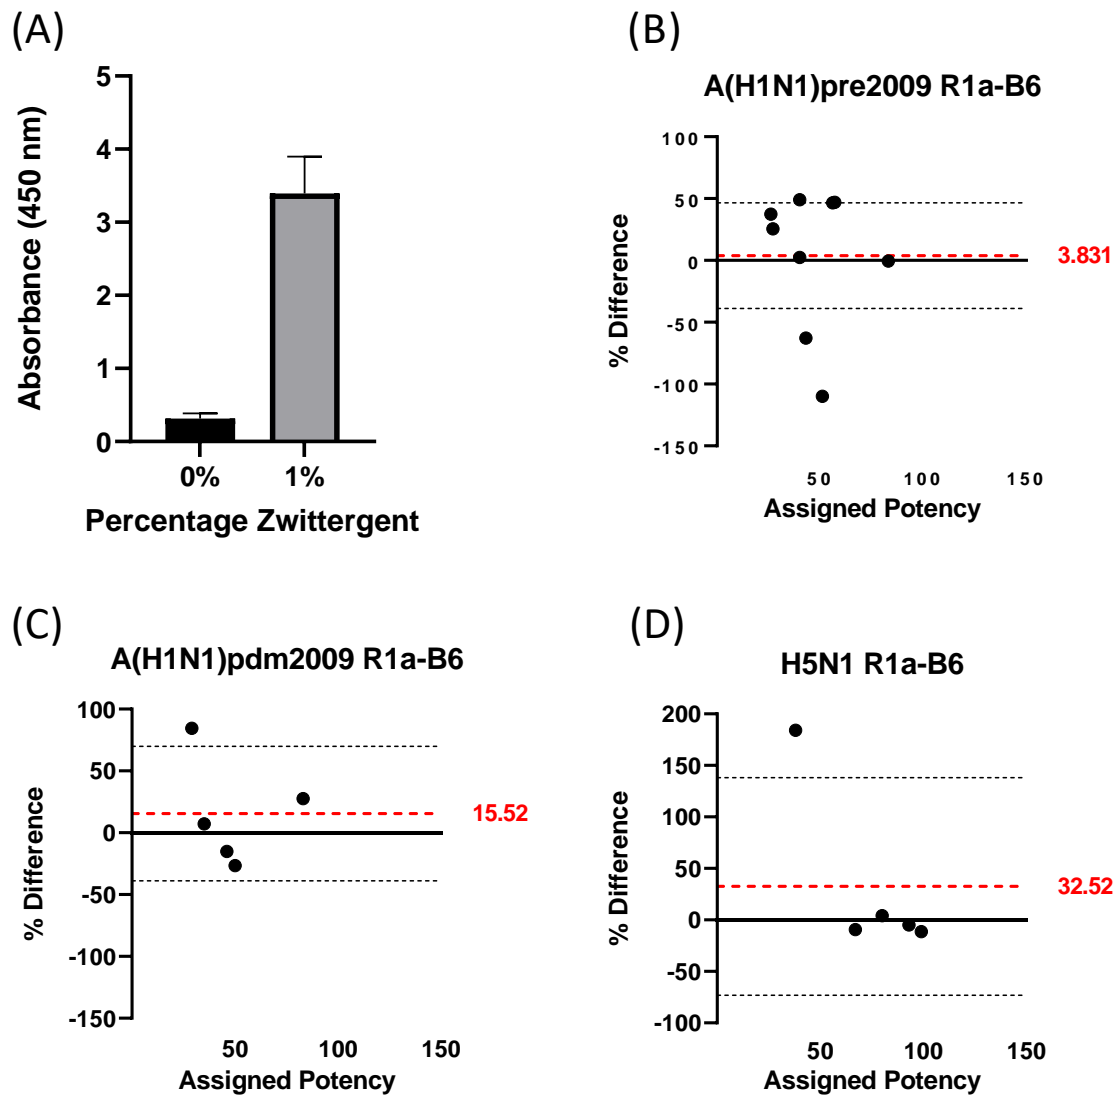 (A)
5
4
3
2
1
0
Absorbance (450 nm)
0% 1%
Percentage Zwittergent
(B)
A(H1N1)pre2009 R1a-B6
100
50
0
-50
-100
-150
% Difference
3.831
50 100 150
Assigned Potency
(C)
A(H1N1)pdm2009 R1a-B6
100
50
0
-50
-100
-150
% Difference
15.52
50 100 150
Assigned Potency
(D)
H5N1 R1a-B6
200
150
100
50
0
-50
-100
% Difference
32.52
50 100 150
Assigned Potency